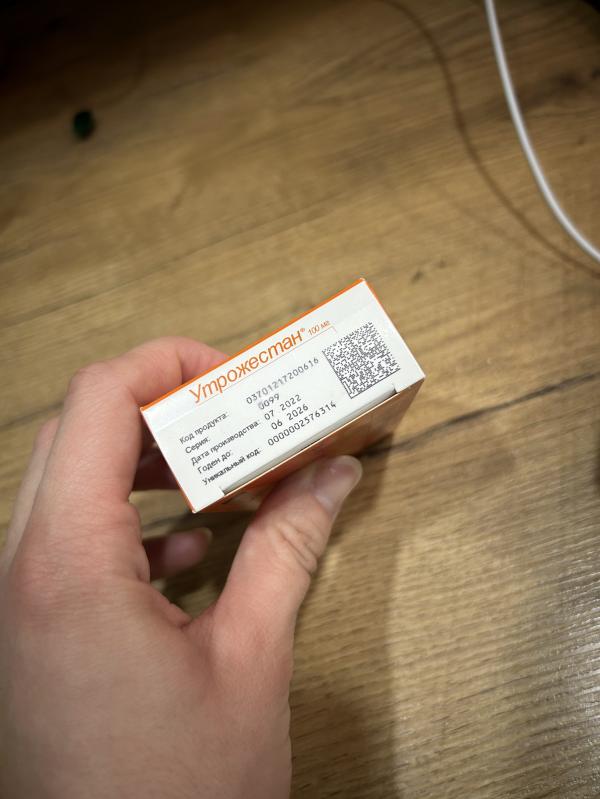 Утрожестан® 100 мг
Код продукта: 03701217200616
Серия: 0099
Дата производства: 07 2022
Годен до: 06 2026
Уникальный код: 0000002576314